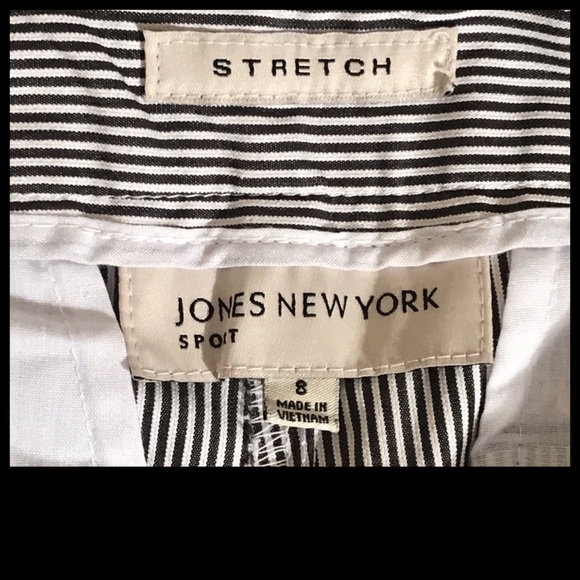 STRETCH
JONES NEW YORK
SPORT
8
MADE IN
VIETNAM